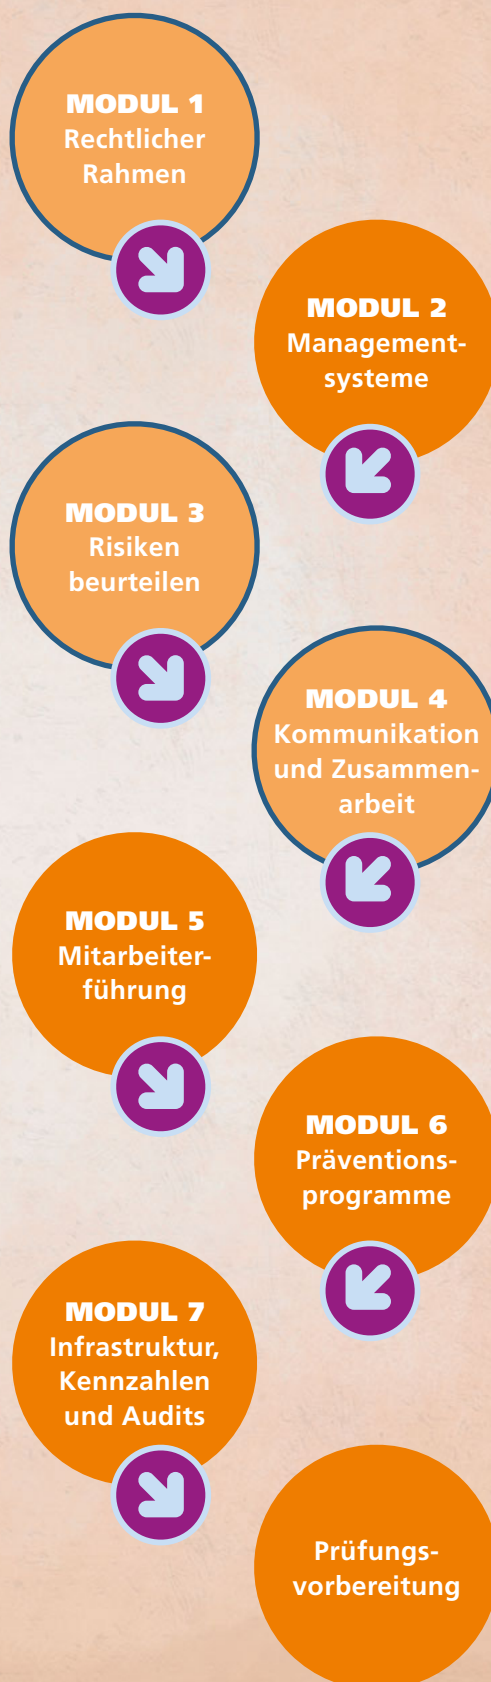 MODUL 1
Rechtlicher
Rahmen
MODUL 2
Management-
systeme
MODUL 3
Risiken
beurteilen
MODUL 4
Kommunikation
und Zusammen-
arbeit
MODUL 5
Mitarbeiter-
führung
MODUL 6
Präventions-
programme
MODUL 7
Infrastruktur,
Kennzahlen
und Audits
Prüfungs-
vorbereitung